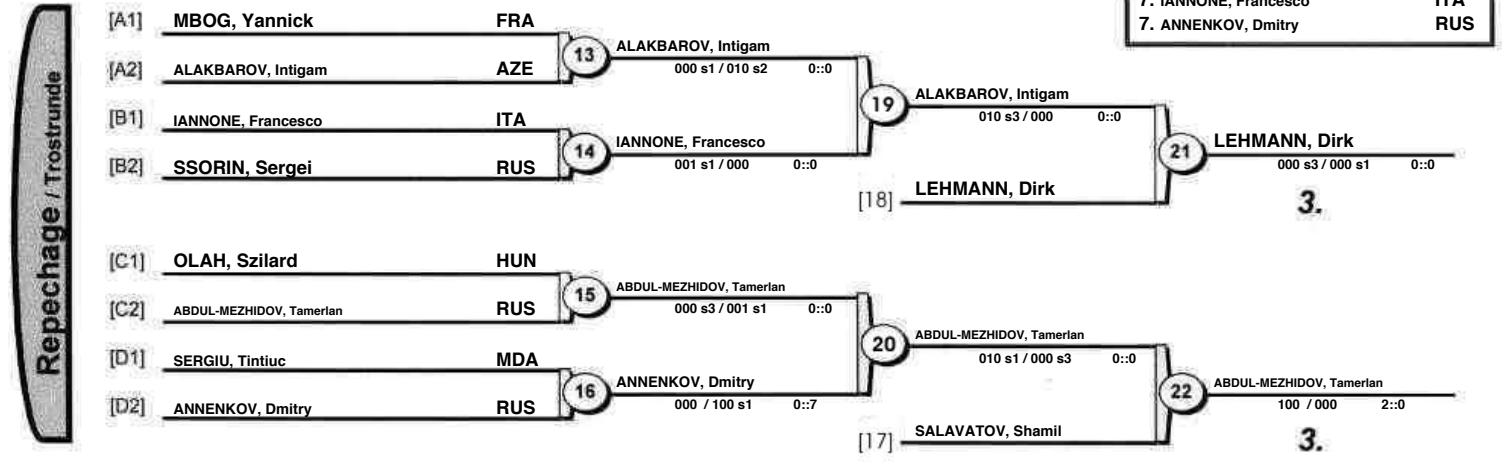 7. IANNONE, Francesco ITA
7. ANNENKOV, Dmitry RUS
Repechage / Trostrunde
[A1] MBOG, Yannick FRA
[A2] ALAKBAROV, Intigam AZE
13 ALAKBAROV, Intigam
000 s1 / 010 s2 0::0
[B1] IANNONE, Francesco ITA
[B2] SSORIN, Sergei RUS
14 IANNONE, Francesco
001 s1 / 000 0::0
19 ALAKBAROV, Intigam
010 s3 / 000 0::0
[18] LEHMANN, Dirk
21 LEHMANN, Dirk
000 s3 / 000 s1 0::0
3.
[C1] OLAH, Szilard HUN
[C2] ABDUL-MEZHIDOV, Tamerlan RUS
15 ABDUL-MEZHIDOV, Tamerlan
000 s3 / 001 s1 0::0
[D1] SERGIU, Tintiuc MDA
[D2] ANNENKOV, Dmitry RUS
16 ANNENKOV, Dmitry
000 / 100 s1 0::7
20 ABDUL-MEZHIDOV, Tamerlan
010 s1 / 000 s3 0::0
[17] SALAVATOV, Shamil
22 ABDUL-MEZHIDOV, Tamerlan
100 / 000 2::0
3.